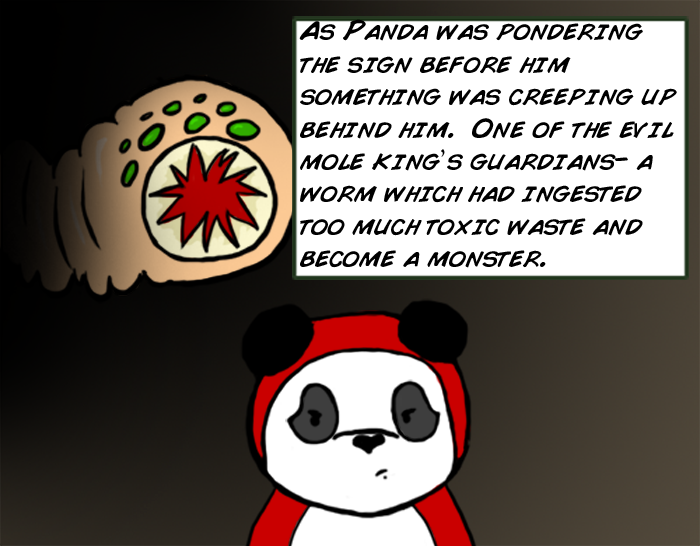 As Panda was pondering
the sign before him
something was creeping up
behind him. One of the evil
mole king's guardians- a
worm which had ingested
too much toxic waste and
become a monster.